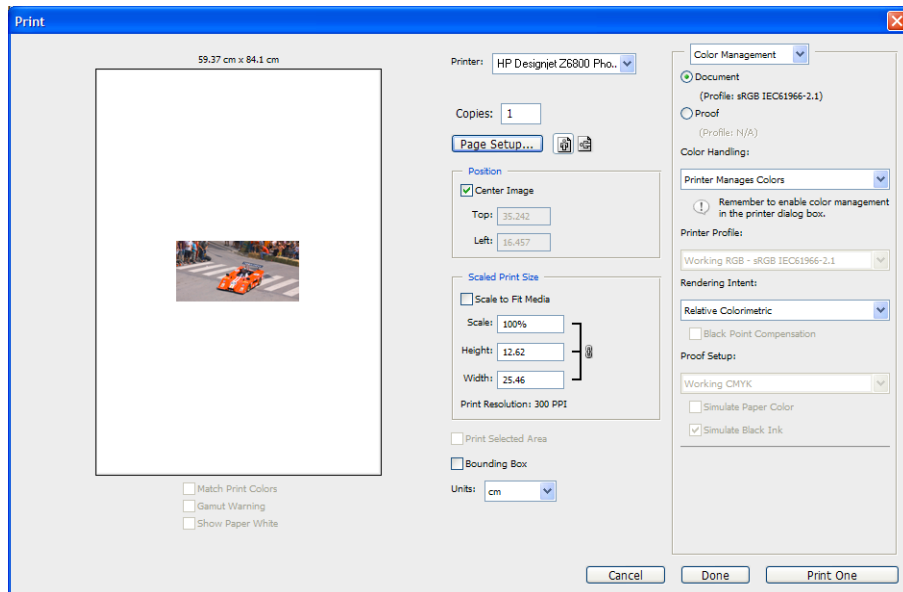 Print
59.37 cm x 84.1 cm
Match Print Colors
Gamut Warning
Show Paper White
Printer: HP Designjet Z6800 Pho..
Copies: 1
Page Setup...
Position
Center Image
Top: 35.242
Left: 16.457
Scaled Print Size
Scale to Fit Media
Scale: 100%
Height: 12.62
Width: 25.46
Print Resolution: 300 PPI
Print Selected Area
Bounding Box
Units: cm
Color Management
Document
(Profile: sRGB IEC61966-2.1)
Proof
(Profile: N/A)
Color Handling:
Printer Manages Colors
Remember to enable color management
in the printer dialog box.
Printer Profile:
Working RGB - sRGB IEC61966-2.1
Rendering Intent:
Relative Colorimetric
Black Point Compensation
Proof Setup:
Working CMYK
Simulate Paper Color
Simulate Black Ink
Cancel
Done
Print One